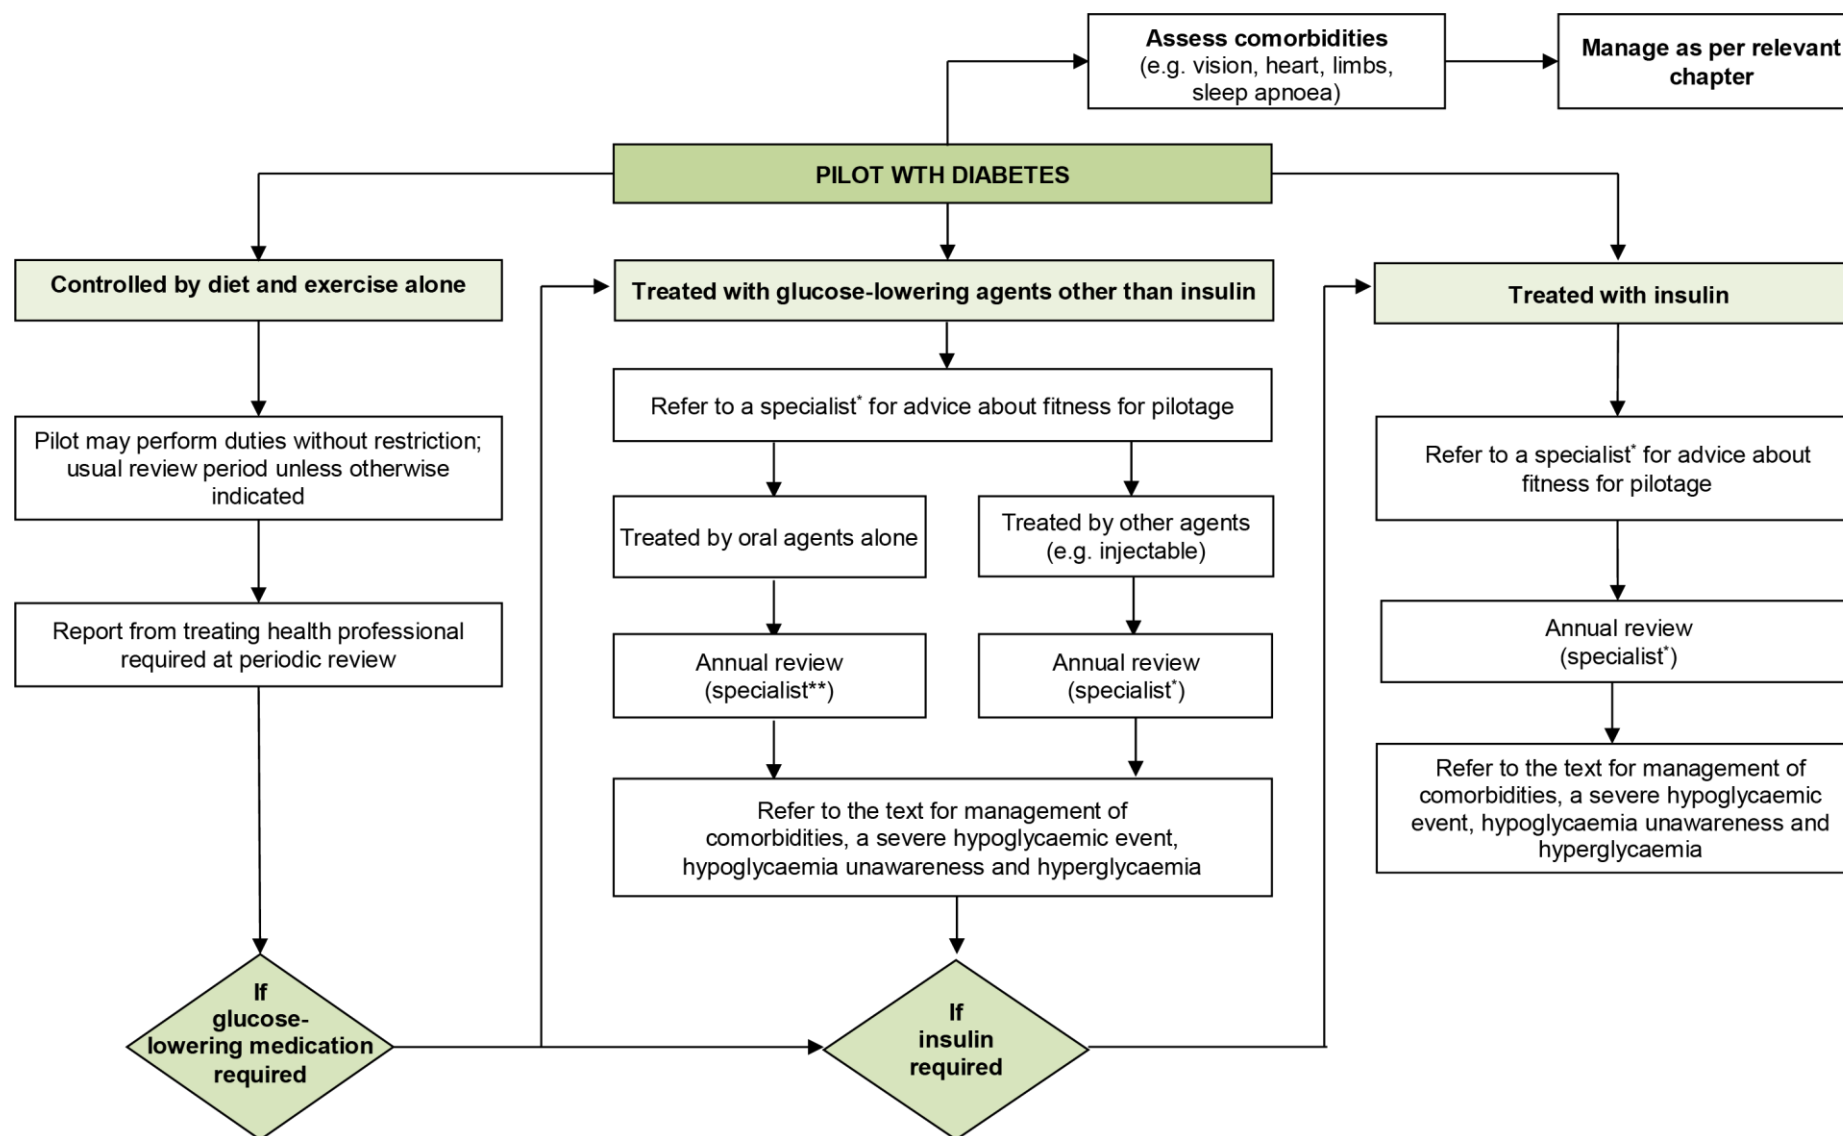 Assess comorbidities
(e.g. vision, heart, limbs,
sleep apnoea)
Manage as per relevant
chapter
PILOT WTH DIABETES
Controlled by diet and exercise alone
Treated with glucose-lowering agents other than insulin
Treated with insulin
Pilot may perform duties without restriction;
usual review period unless otherwise
indicated
Report from treating health professional
required at periodic review
If
glucose-
lowering medication
required
Refer to a specialist* for advice about fitness for pilotage
Treated by oral agents alone
Treated by other agents
(e.g. injectable)
Annual review
(specialist**)
Annual review
(specialist*)
Refer to the text for management of
comorbidities, a severe hypoglycaemic event,
hypoglycaemia unawareness and hyperglycaemia
If
insulin
required
Refer to a specialist* for advice about
fitness for pilotage
Annual review
(specialist*)
Refer to the text for management of
comorbidities, a severe hypoglycaemic
event, hypoglycaemia unawareness and
hyperglycaemia